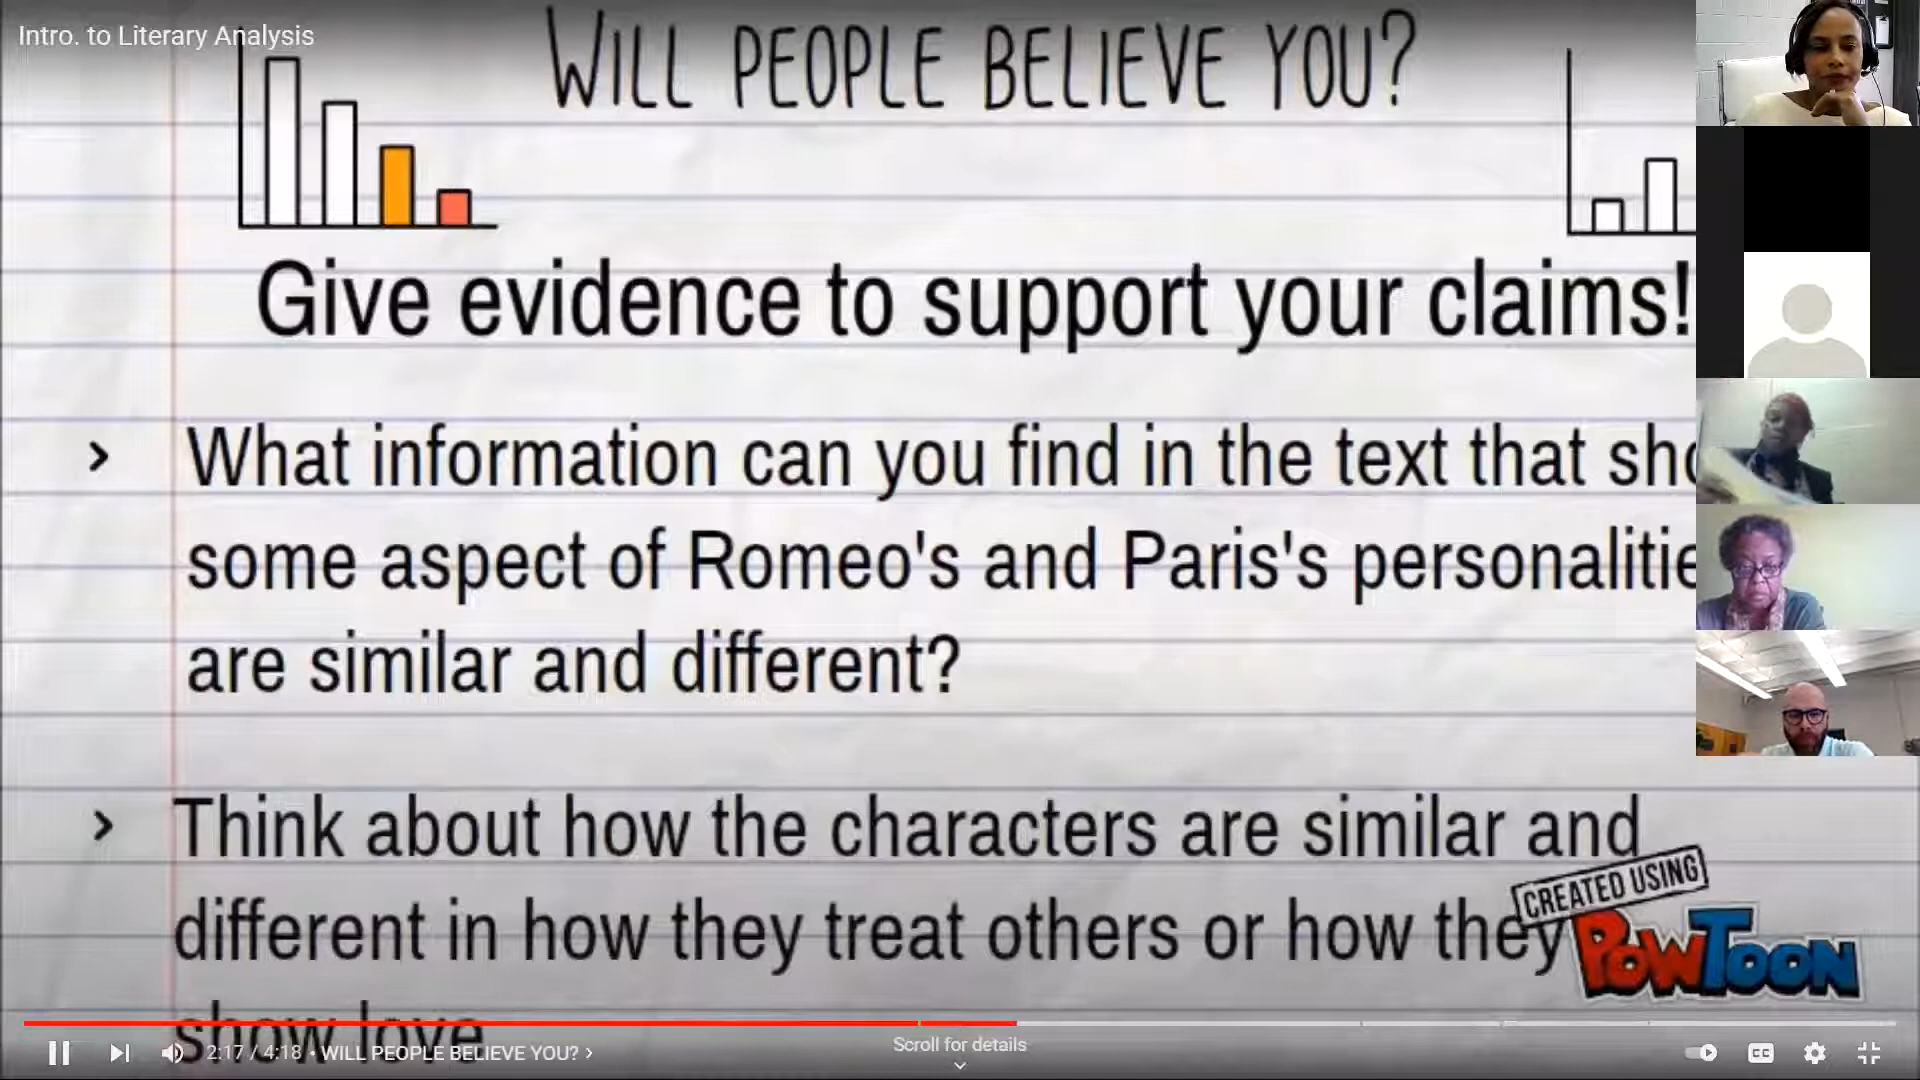 Intro. to Literary Analysis
WILL PEOPLE BELIEVE YOU?
Give evidence to support your claims!
What information can you find in the text that sho
some aspect of Romeo's and Paris's personalitie
are similar and different?
Think about how the characters are similar and
different in how they treat others or how they
show love
CREATED USING
POWTOON
2:17 / 4:18 • WILL PEOPLE BELIEVE YOU? >
Scroll for details
CC